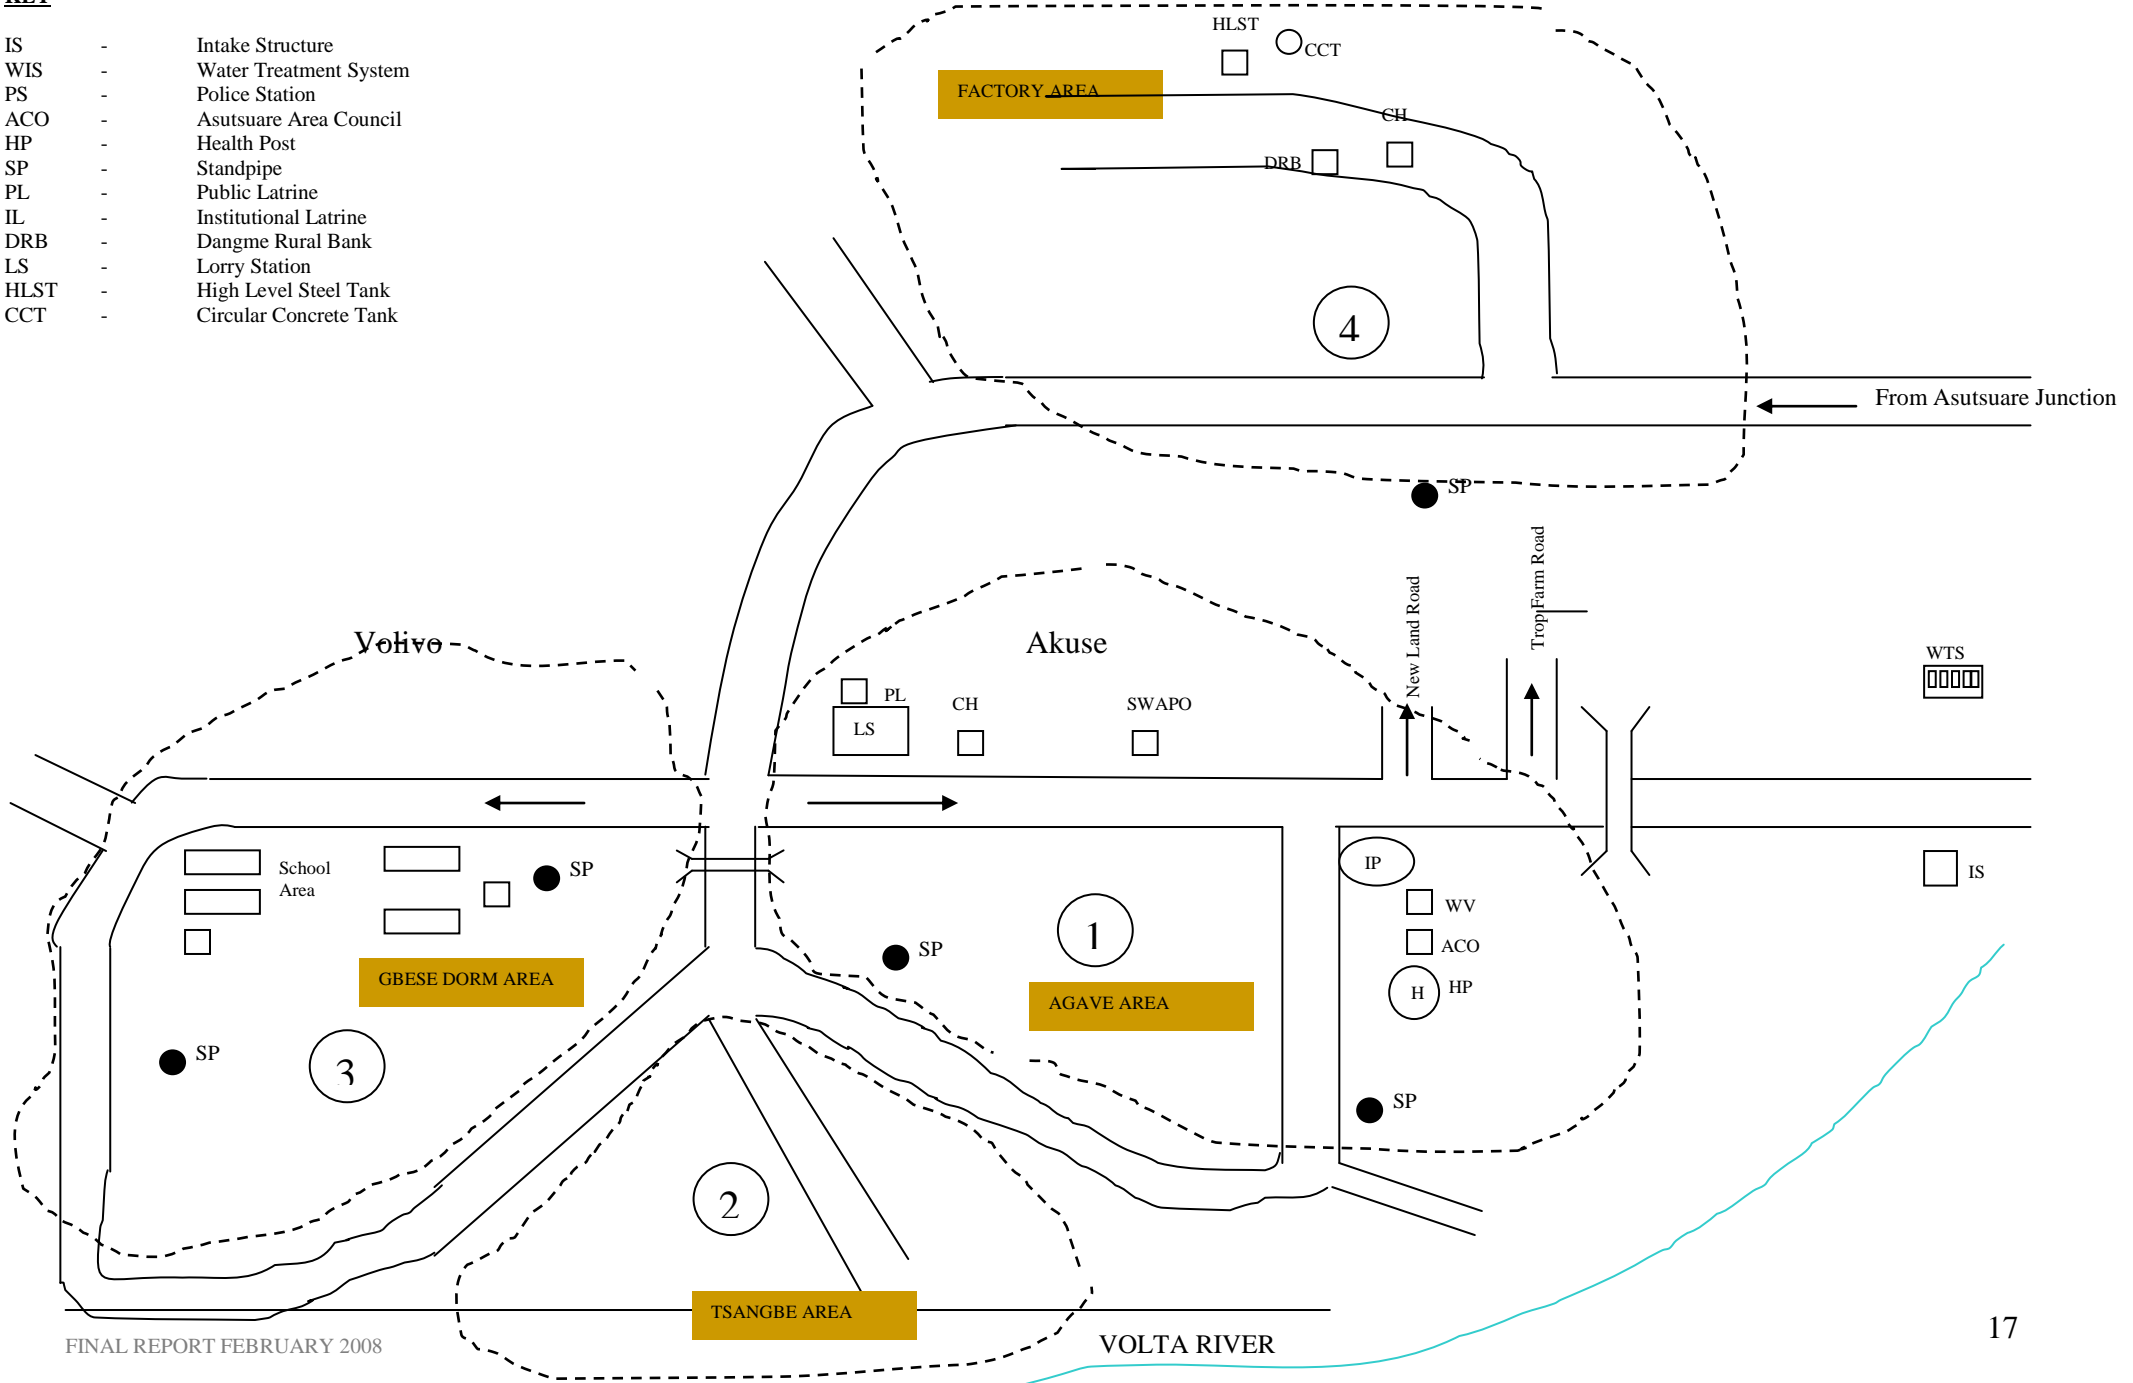 KEY
IS - Intake Structure
WIS - Water Treatment System
PS - Police Station
ACO - Asutsuare Area Council
HP - Health Post
SP - Standpipe
PL - Public Latrine
IL - Institutional Latrine
DRB - Dangme Rural Bank
LS - Lorry Station
HLST - High Level Steel Tank
CCT - Circular Concrete Tank
HLST
CCT
FACTORY AREA
CH
DRB
4
From Asutsuare Junction
SP
New Land Road
Trop Farm Road
Volivo
Akuse
WTS
PL
LS
CH
SWAPO
School
Area
SP
IP
IS
WV
ACO
H
HP
1
SP
GBESE DORM AREA
AGAVE AREA
SP
3
SP
2
TSANGBE AREA
VOLTA RIVER
FINAL REPORT FEBRUARY 2008
17